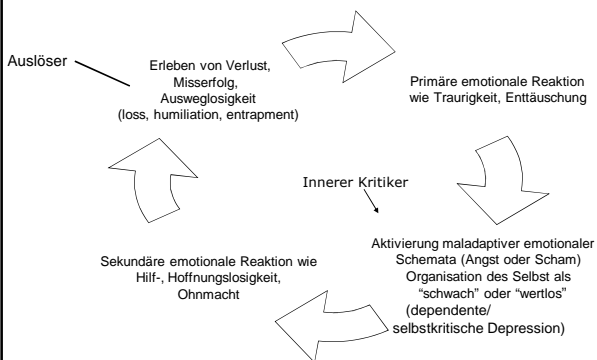 Auslöser
Erleben von Verlust,
Misserfolg,
Ausweglosigkeit
(loss, humiliation, entrapment)
Primäre emotionale Reaktion
wie Traurigkeit, Enttäuschung
Innerer Kritiker
Aktivierung maladaptiver emotionaler
Schemata (Angst oder Scham)
Organisation des Selbst als
“schwach” oder “wertlos”
(dependente/
selbstkritische Depression)
Sekundäre emotionale Reaktion wie
Hilf-, Hoffnungslosigkeit,
Ohnmacht